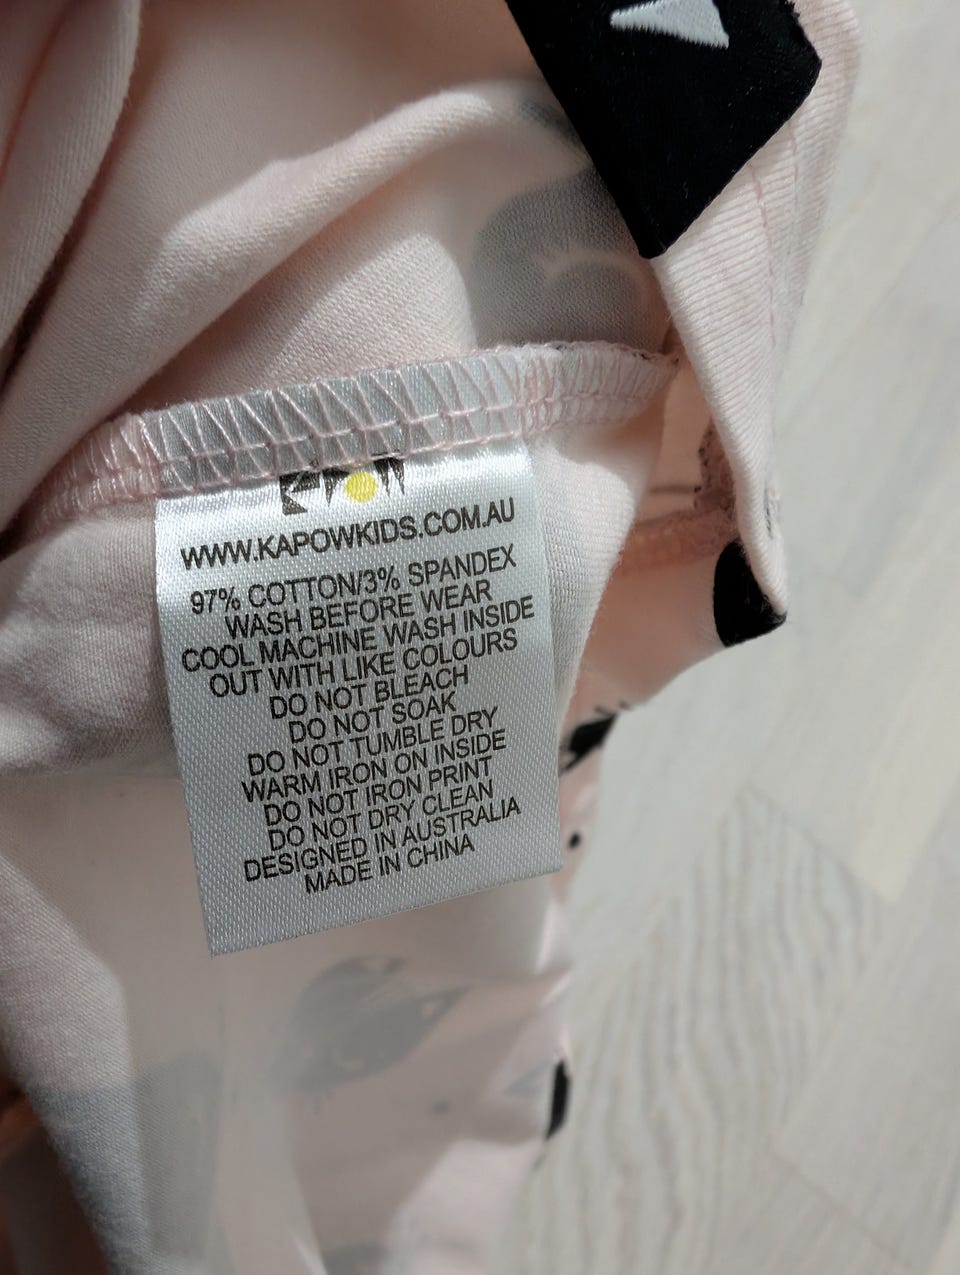 KAPOW
WWW.KAPOWKIDS.COM.AU
97% COTTON/3% SPANDEX
WASH BEFORE WEAR
COOL MACHINE WASH INSIDE
OUT WITH LIKE COLOURS
DO NOT BLEACH
DO NOT SOAK
DO NOT TUMBLE DRY
WARM IRON ON INSIDE
DO NOT IRON PRINT
DO NOT DRY CLEAN
DESIGNED IN AUSTRALIA
MADE IN CHINA